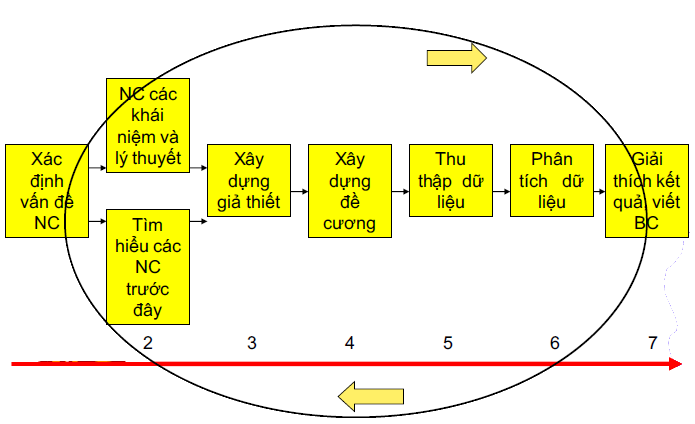 Xác
định
vấn đề
NC
NC các
khái
niệm và
lý thuyết
Tìm
hiểu các
NC
trước
đây
Xây
dựng
giả thiết
Xây
dựng
đề
cương
Thu
thập dữ
liệu
Phân
tích dữ
liệu
Giải
thích kết
quả, viết
BC
2 3 4 5 6 7